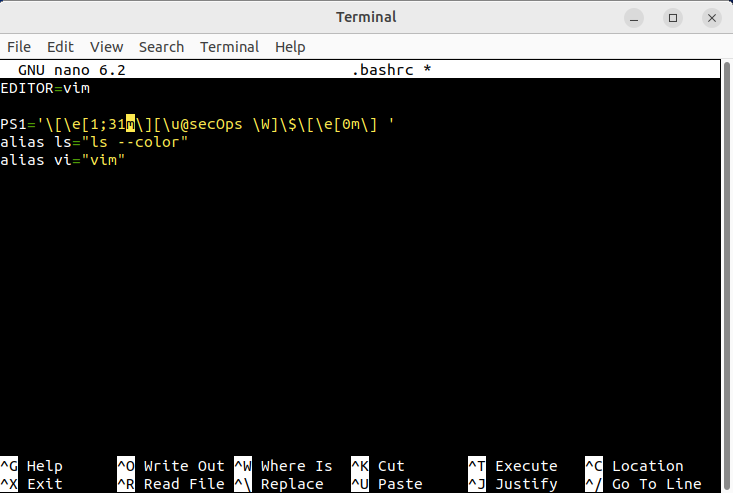 Terminal
File Edit View Search Terminal Help
GNU nano 6.2 .bashrc *
EDITOR=vim
PS1='\[\e[1;31m\][\u@secOps \W]\$\[\e[0m\] '
alias ls="ls --color"
alias vi="vim"
^G Help ^O Write Out ^W Where Is ^K Cut ^T Execute ^C Location
^X Exit ^R Read File ^\ Replace ^U Paste ^J Justify ^/ Go To Line